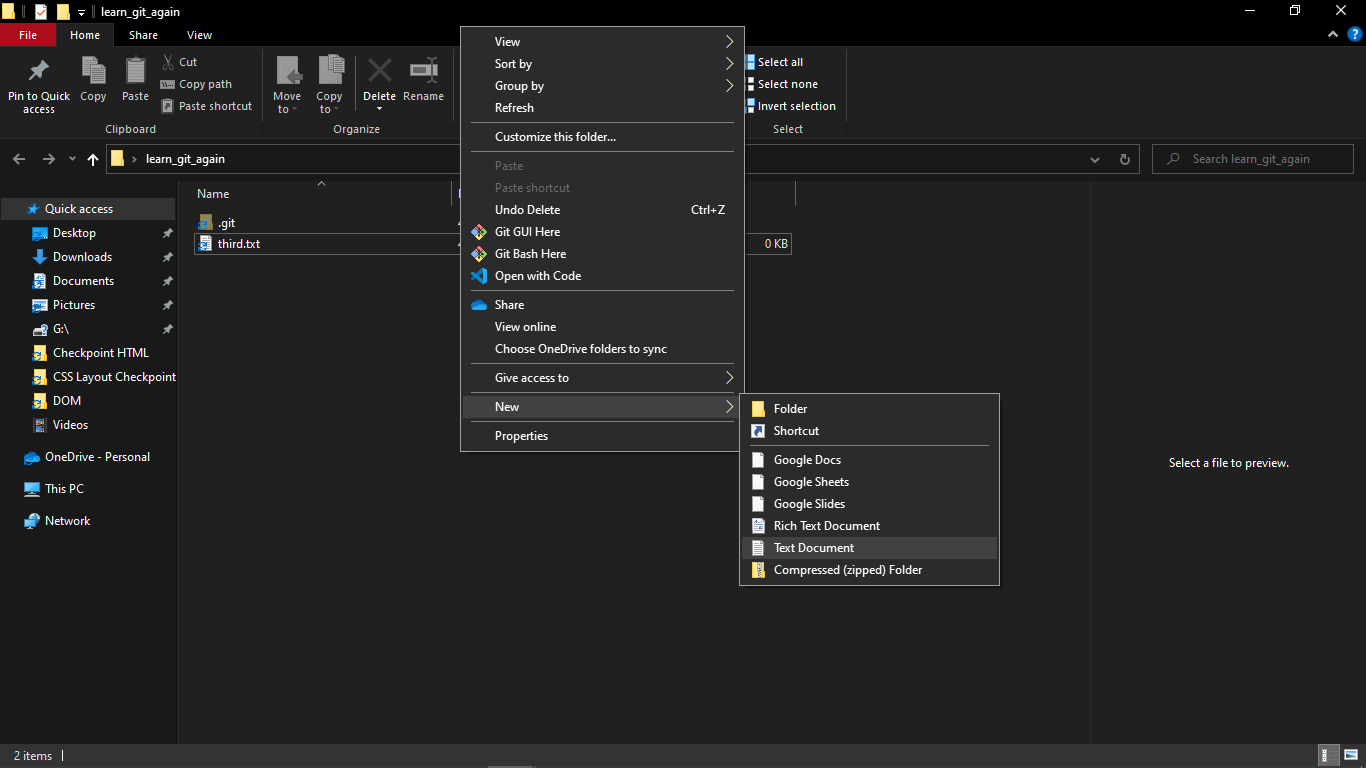 learn_git_again
File Home Share View
Pin to Quick access
Copy
Paste
Cut
Copy path
Paste shortcut
Clipboard
Move to
Copy to
Delete
Rename
Organize
Select all
Select none
Invert selection
Select
learn_git_again
Search learn_git_again
Quick access
Desktop
Downloads
Documents
Pictures
G:\
Checkpoint HTML
CSS Layout Checkpoint
DOM
Videos
OneDrive - Personal
This PC
Network
Name
.git
third.txt
0 KB
View
Sort by
Group by
Refresh
Customize this folder...
Paste
Paste shortcut
Undo Delete Ctrl+Z
Git GUI Here
Git Bash Here
Open with Code
Share
View online
Choose OneDrive folders to sync
Give access to
New
Properties
Folder
Shortcut
Google Docs
Google Sheets
Google Slides
Rich Text Document
Text Document
Compressed (zipped) Folder
Select a file to preview.
2 items